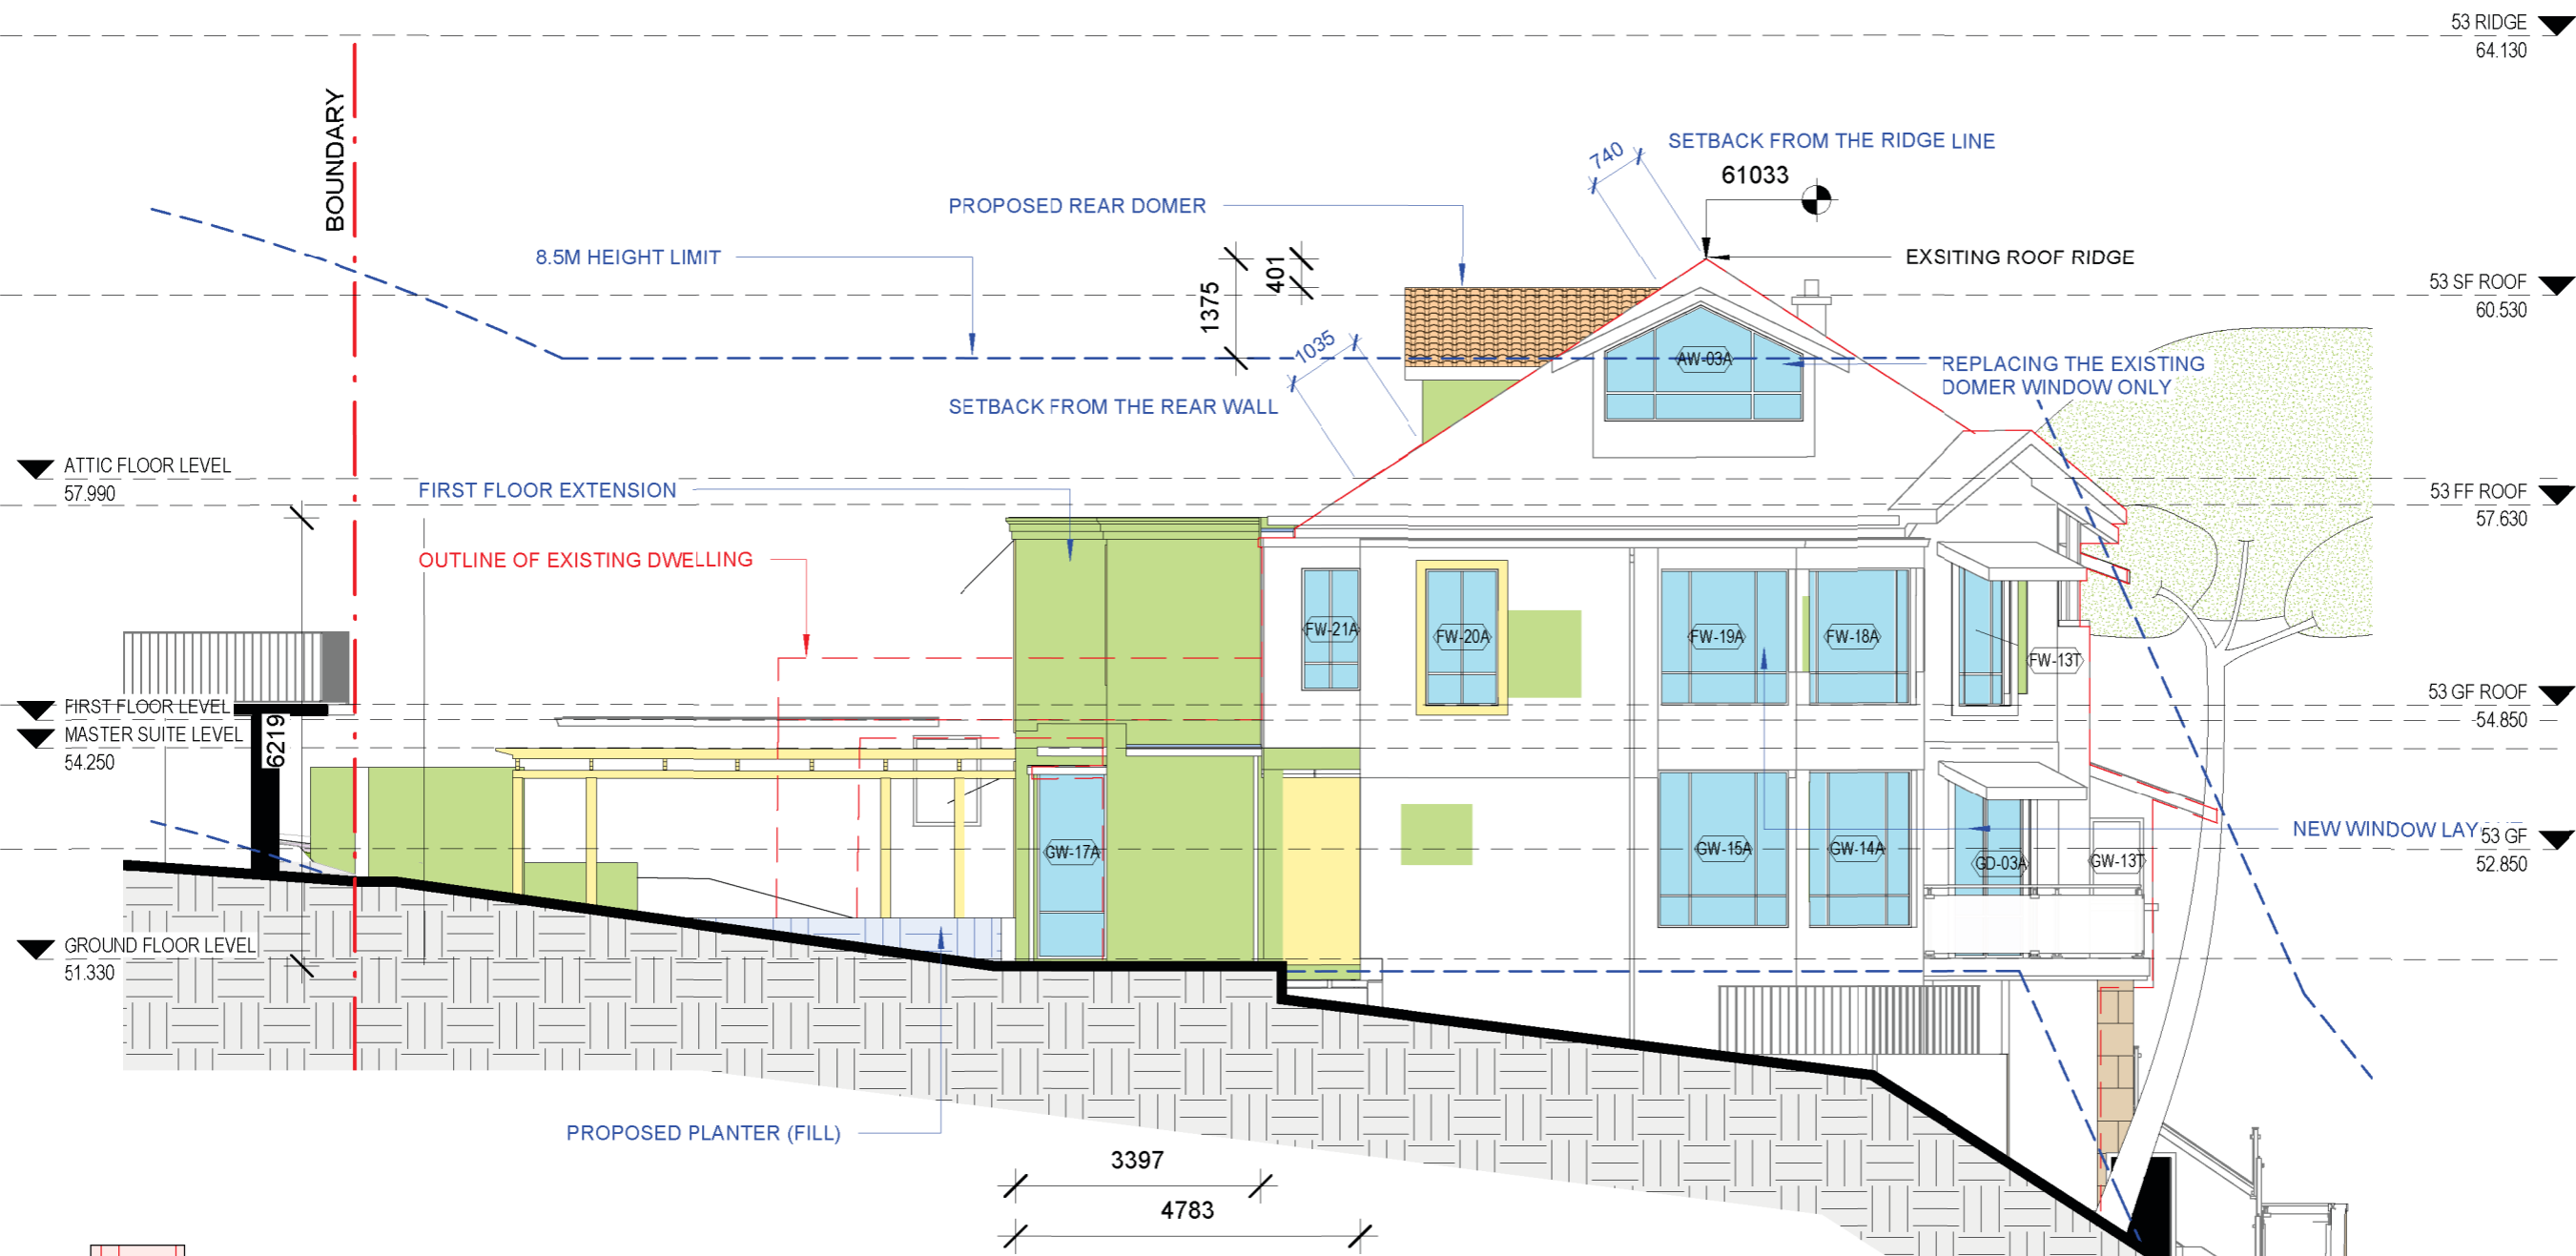 53 RIDGE
64.130
BOUNDARY
SETBACK FROM THE RIDGE LINE
740
61033
PROPOSED REAR DOMER
8.5M HEIGHT LIMIT
EXSITING ROOF RIDGE
401
1375
53 SF ROOF
60.530
1035
AW-03A
REPLACING THE EXISTING
DOMER WINDOW ONLY
SETBACK FROM THE REAR WALL
ATTIC FLOOR LEVEL
57.990
FIRST FLOOR EXTENSION
53 FF ROOF
57.630
OUTLINE OF EXISTING DWELLING
FW-21A
FW-20A
FW-19A
FW-18A
FW-13T
53 GF ROOF
54.850
FIRST FLOOR LEVEL
MASTER SUITE LEVEL
54.250
6219
GW-17A
GW-15A
GW-14A
GD-03A
GW-13T
NEW WINDOW LAY
53 GF
52.850
GROUND FLOOR LEVEL
51.330
PROPOSED PLANTER (FILL)
3397
4783